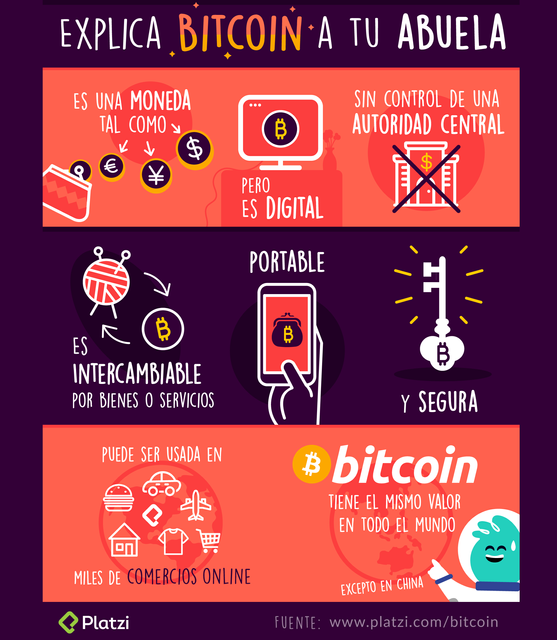 EXPLICA BITCOIN A TU ABUELA
ES UNA MONEDA
TAL COMO
PERO
ES DIGITAL
SIN CONTROL DE UNA
AUTORIDAD CENTRAL
ES
INTERCAMBIABLE
POR BIENES O SERVICIOS
PORTABLE
Y SEGURA
PUEDE SER USADA EN
MILES DE COMERCIOS ONLINE
bitcoin
TIENE EL MISMO VALOR
EN TODO EL MUNDO
EXCEPTO EN CHINA
Platzi
FUENTE: www.platzi.com/bitcoin